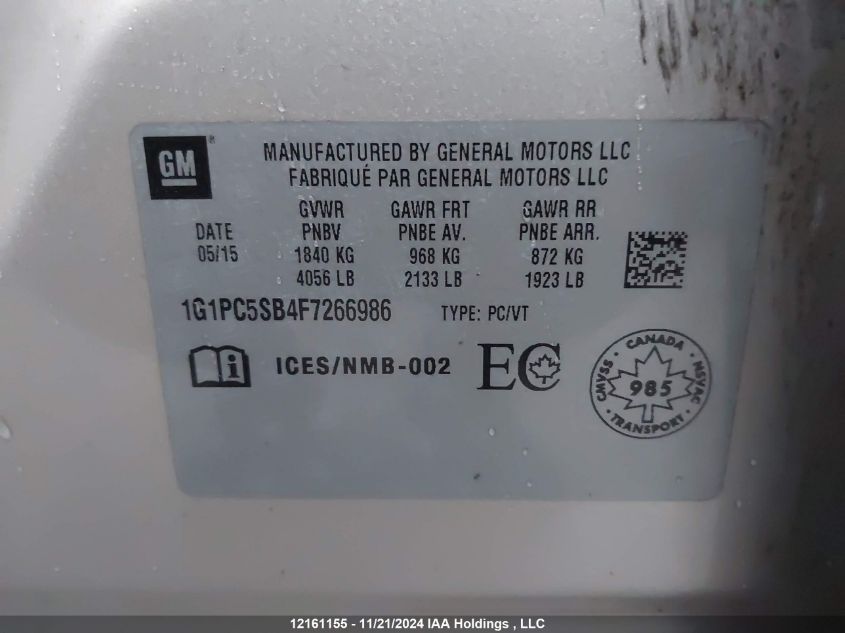 GM
MANUFACTURED BY GENERAL MOTORS LLC
FABRIQUÉ PAR GENERAL MOTORS LLC
GVWR GAWR FRT GAWR RR
DATE PNBV PNBE AV. PNBE ARR.
05/15 1840 KG 968 KG 872 KG
4056 LB 2133 LB 1923 LB
1G1PC5SB4F7266986 TYPE: PC/VT
i ICES/NMB-002 EC
CANADA
CMVSS 985 NSVAC
TRANSPORT
12161155 - 11/21/2024 IAA Holdings , LLC